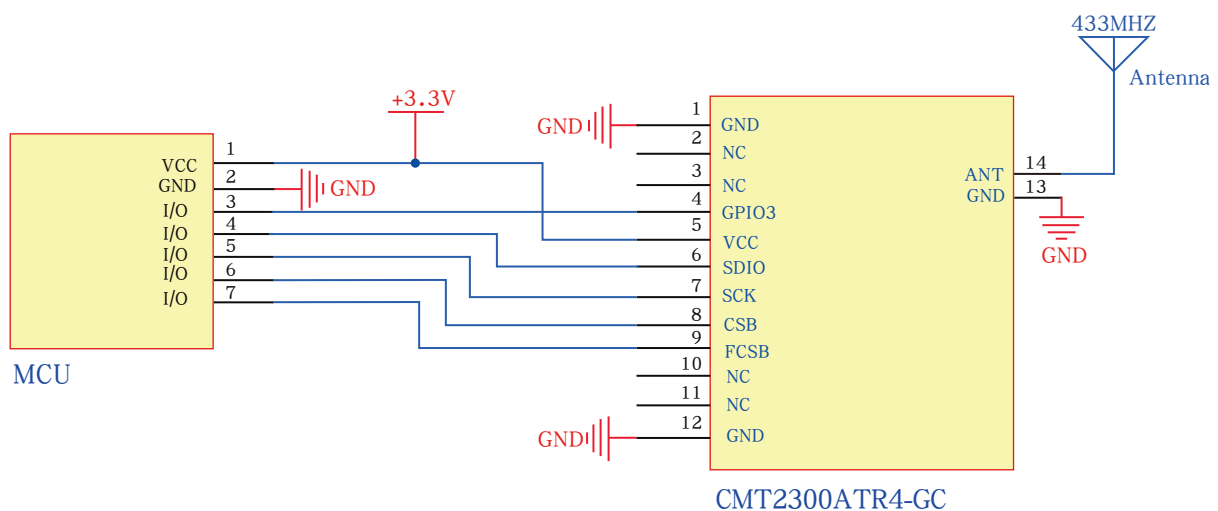 433MHZ
Antenna
+3.3V
1
VCC
2
GND
GND
3
I/O
4
I/O
5
I/O
6
I/O
7
I/O
MCU
GND
1
GND
2
NC
3
NC
4
GPIO3
5
VCC
6
SDIO
7
SCK
8
CSB
9
FCSB
10
NC
11
NC
12
GND
GND
ANT
14
GND
13
GND
CMT2300ATR4-GC